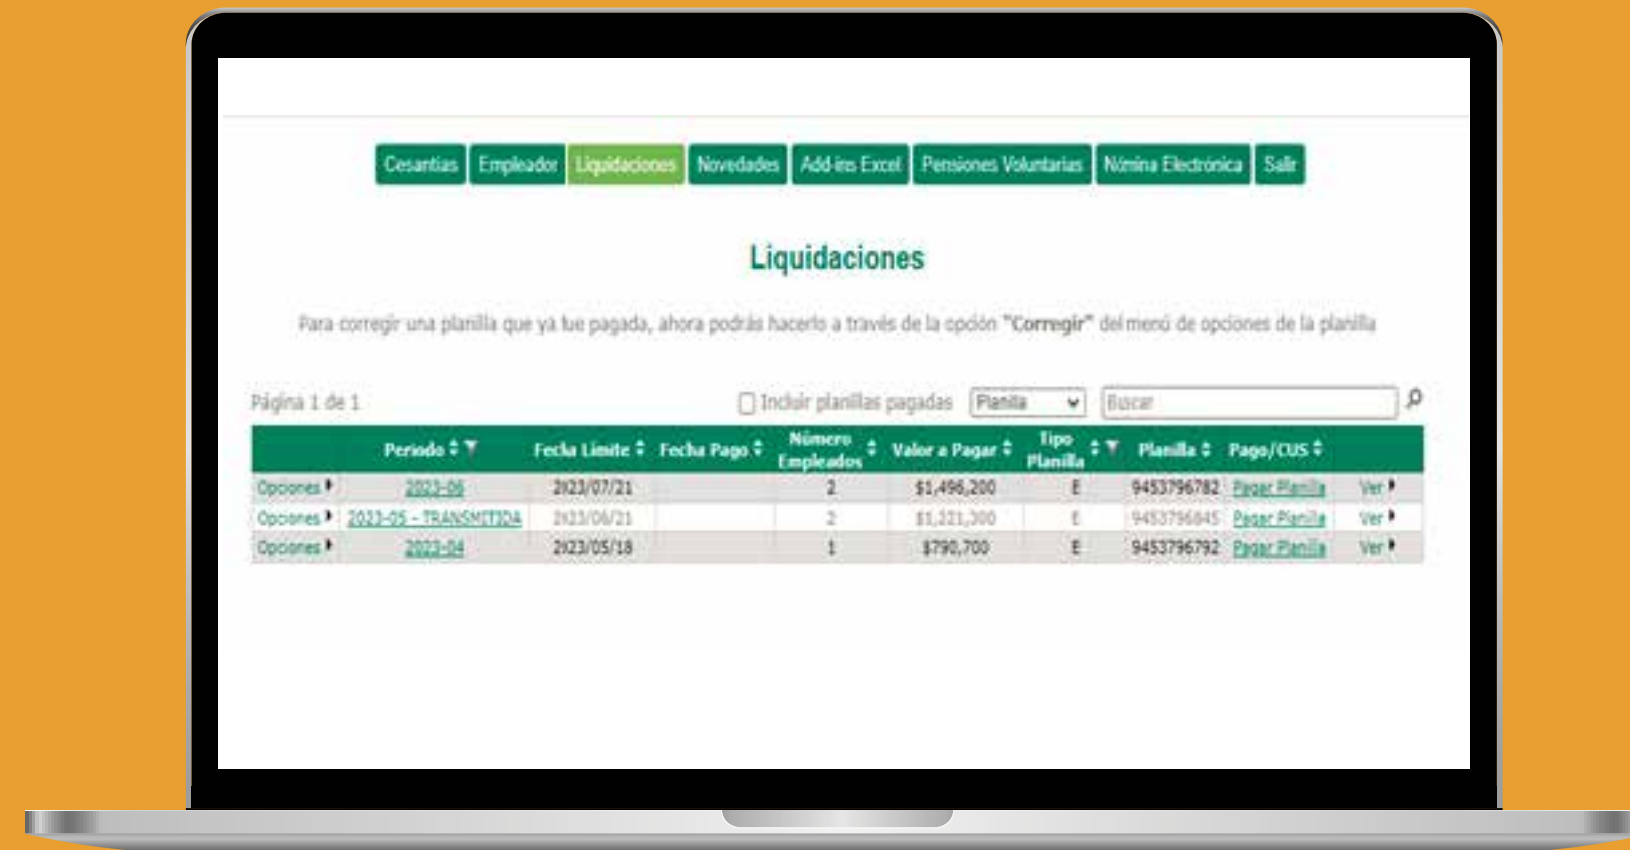 Cesantías Empleador Liquidaciones Novedades Add-ins Excel Pensiones Voluntarias Nómina Electrónica Salir
Liquidaciones
Para corregir una planilla que ya fue pagada, ahora podrás hacerlo a través de la opción "Corregir" del menú de opciones de la planilla
Página 1 de 1 Incluir planillas pagadas Planilla Buscar
Periodo Fecha Límite Fecha Pago Número Empleados Valor a Pagar Tipo Planilla Planilla Pago/CUS
Opciones 2023-06 2023/07/21 2 $1,496,200 E 9453796782 Pagar Planilla Ver
Opciones 2023-05 - TRANSMITIDA 2023/06/21 2 $1,221,300 E 9453796845 Pagar Planilla Ver
Opciones 2023-04 2023/05/18 1 $790,700 E 9453796792 Pagar Planilla Ver